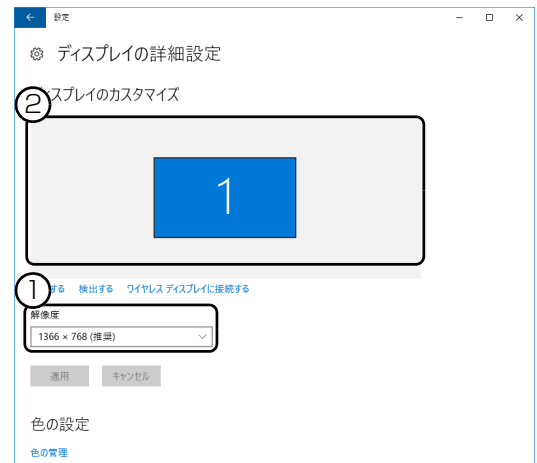 設定
ディスプレイの詳細設定
②
スプレイのカスタマイズ
1
①
する 検出する ワイヤレス ディスプレイに接続する
解像度
1366 × 768 (推奨)
適用 キャンセル
色の設定
色の管理